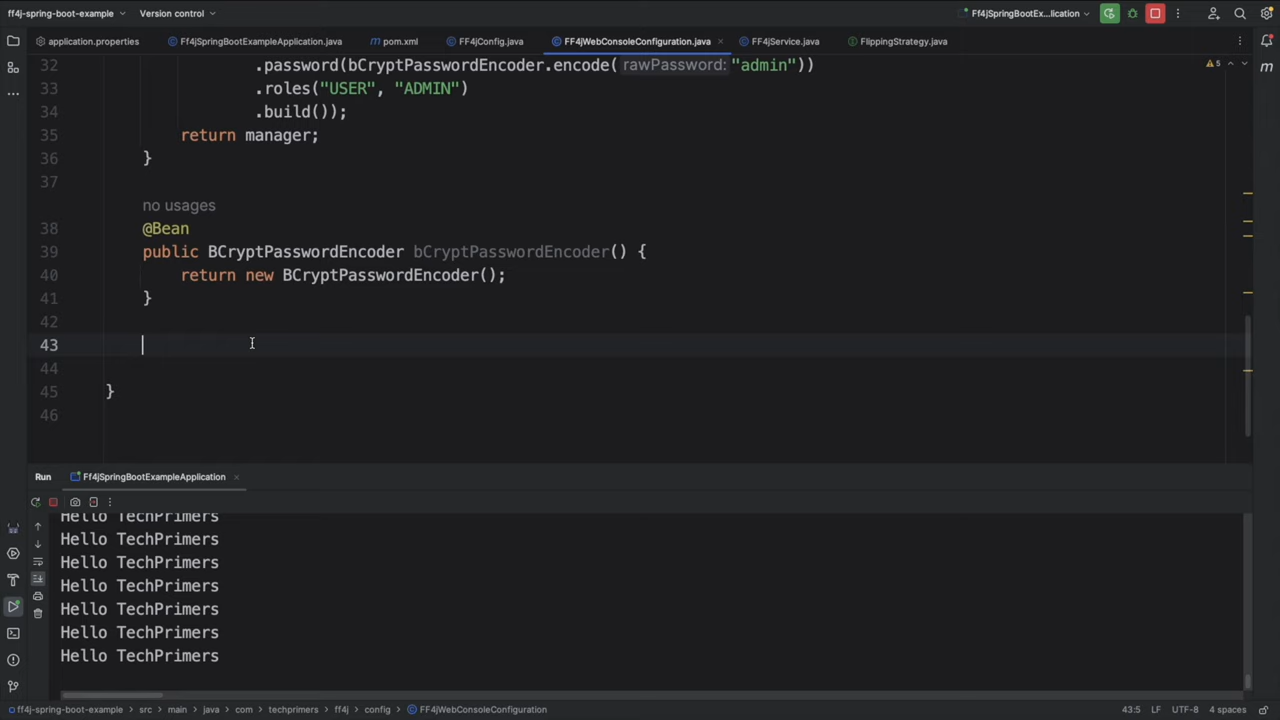 ff4j-spring-boot-example Version control Ff4jSpringBootEx...lication
application.properties Ff4jSpringBootExampleApplication.java pom.xml FF4jConfig.java FF4jWebConsoleConfiguration.java FF4jService.java FlippingStrategy.java
32 .password(bCryptPasswordEncoder.encode( rawPassword: "admin")) 5
33 .roles("USER", "ADMIN")
34 .build());
35 return manager;
36 }
37
no usages
38 @Bean
39 public BCryptPasswordEncoder bCryptPasswordEncoder() {
40 return new BCryptPasswordEncoder();
41 }
42
43
44
45 }
46
Run Ff4jSpringBootExampleApplication
Hello TechPrimers
Hello TechPrimers
Hello TechPrimers
Hello TechPrimers
Hello TechPrimers
Hello TechPrimers
Hello TechPrimers
ff4j-spring-boot-example > src > main > java > com > techprimers > ff4j > config > FF4jWebConsoleConfiguration 43:5 LF UTF-8 4 spaces